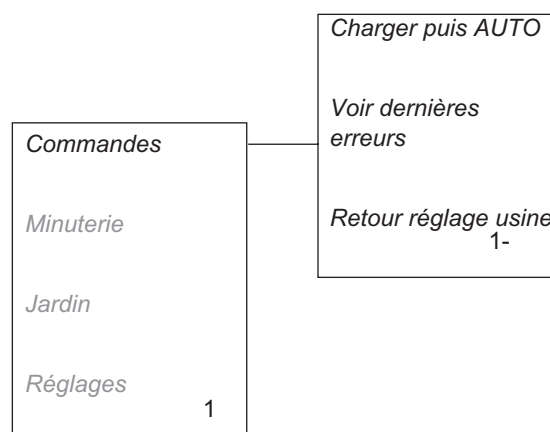 Commandes
Minuterie
Jardin
Réglages
1
Charger puis AUTO
Voir dernières
erreurs
Retour réglage usine
1-